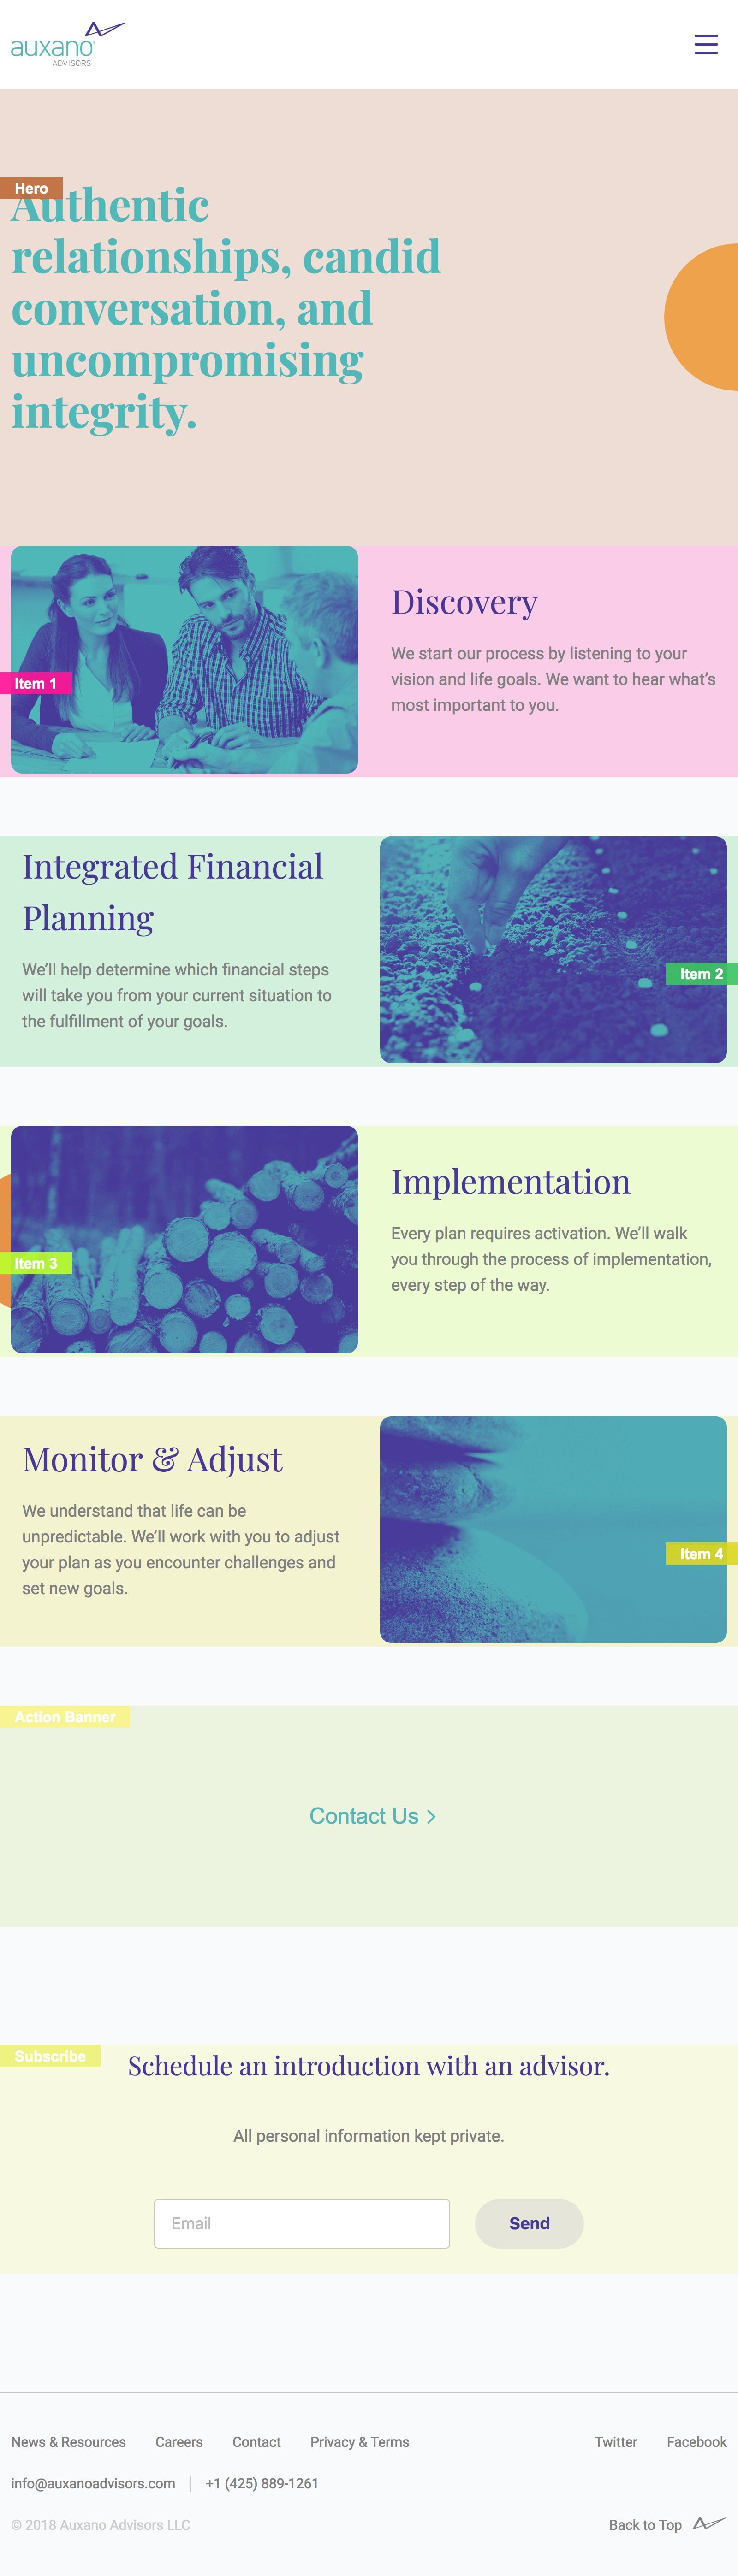 auxano®
ADVISORS
Hero
Authentic
relationships, candid
conversation, and
uncompromising
integrity.
Item 1
Discovery
We start our process by listening to your
vision and life goals. We want to hear what’s
most important to you.
Integrated Financial
Planning
We’ll help determine which financial steps
will take you from your current situation to
the fulfillment of your goals.
Item 2
Item 3
Implementation
Every plan requires activation. We’ll walk
you through the process of implementation,
every step of the way.
Monitor & Adjust
We understand that life can be
unpredictable. We’ll work with you to adjust
your plan as you encounter challenges and
set new goals.
Item 4
Action Banner
Contact Us >
Subscribe
Schedule an introduction with an advisor.
All personal information kept private.
Email
Send
News & Resources Careers Contact Privacy & Terms Twitter Facebook
info@auxanoadvisors.com | +1 (425) 889-1261
© 2018 Auxano Advisors LLC Back to Top